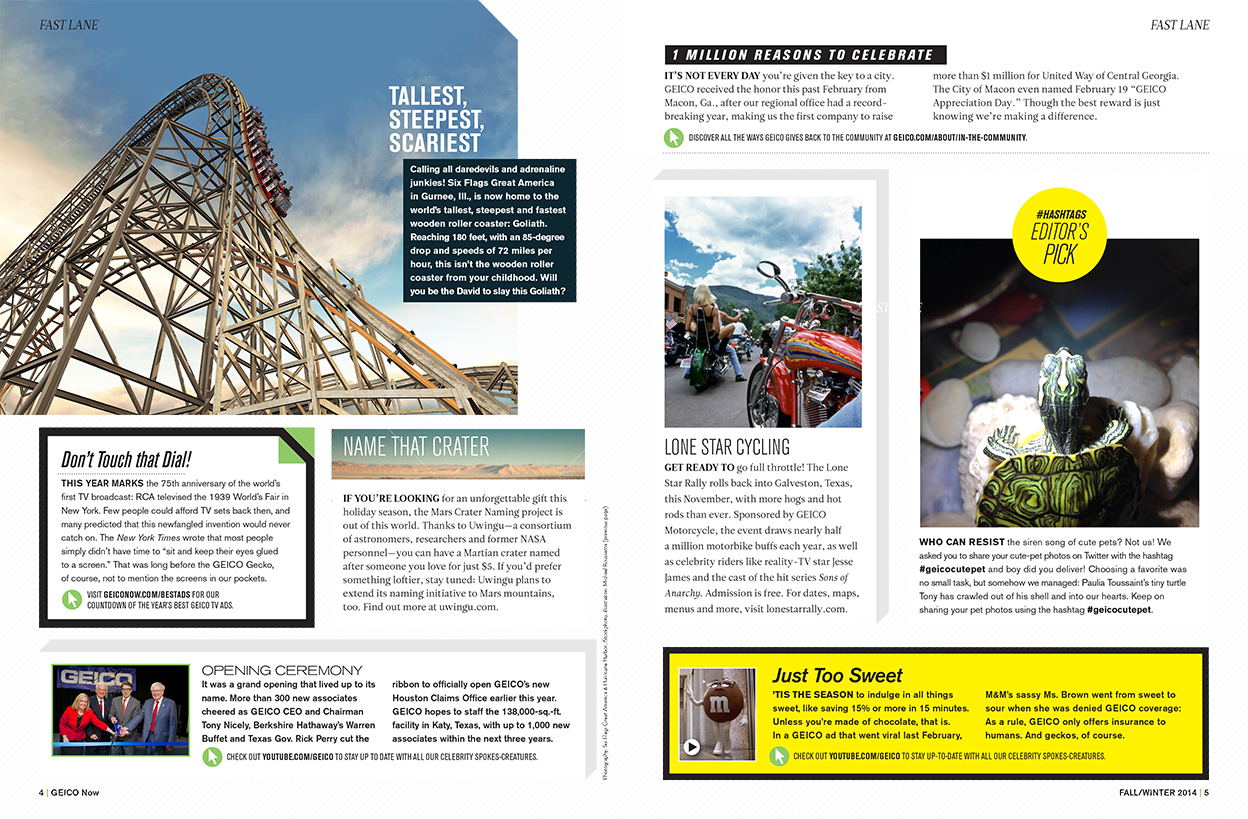 FAST LANE
TALLEST,
STEEPEST,
SCARIEST
Calling all daredevils and adrenaline
junkies! Six Flags Great America
in Gurnee, Ill., is now home to the
world's tallest, steepest and fastest
wooden roller coaster: Goliath.
Reaching 180 feet, with an 85-degree
drop and speeds of 72 miles per
hour, this isn't the wooden roller
coaster from your childhood. Will
you be the David to slay this Goliath?
Don't Touch that Dial!
THIS YEAR MARKS the 75th anniversary of the world's
first TV broadcast: RCA televised the 1939 World's Fair in
New York. Few people could afford TV sets back then, and
many predicted that this newfangled invention would never
catch on. The New York Times wrote that most people
simply didn't have time to "sit and keep their eyes glued
to a screen." That was long before the GEICO Gecko,
of course, not to mention the screens in our pockets.
VISIT GEICONOW.COM/BESTADS FOR OUR
COUNTDOWN OF THE YEAR'S BEST GEICO TV ADS.
NAME THAT CRATER
IF YOU'RE LOOKING for an unforgettable gift this
holiday season, the Mars Crater Naming project is
out of this world. Thanks to Uwingu—a consortium
of astronomers, researchers and former NASA
personnel—you can have a Martian crater named
after someone you love for just $5. If you'd prefer
something loftier, stay tuned: Uwingu plans to
extend its naming initiative to Mars mountains,
too. Find out more at uwingu.com.
GEICO
OPENING CEREMONY
It was a grand opening that lived up to its
name. More than 300 new associates
cheered as GEICO CEO and Chairman
Tony Nicely, Berkshire Hathaway's Warren
Buffet and Texas Gov. Rick Perry cut the
ribbon to officially open GEICO's new
Houston Claims Office earlier this year.
GEICO hopes to staff the 138,000-sq.-ft.
facility in Katy, Texas, with up to 1,000 new
associates within the next three years.
CHECK OUT YOUTUBE.COM/GEICO TO STAY UP TO DATE WITH ALL OUR CELEBRITY SPOKES-CREATURES.
Photography: Six Flags Great America & Hurricane Harbor; iStockphoto; illustration: Michael Rousseau (previous page)
4 | GEICO Now
FAST LANE
1 MILLION REASONS TO CELEBRATE
IT'S NOT EVERY DAY you're given the key to a city.
GEICO received the honor this past February from
Macon, Ga., after our regional office had a record-
breaking year, making us the first company to raise
more than $1 million for United Way of Central Georgia.
The City of Macon even named February 19 "GEICO
Appreciation Day." Though the best reward is just
knowing we're making a difference.
DISCOVER ALL THE WAYS GEICO GIVES BACK TO THE COMMUNITY AT GEICO.COM/ABOUT/IN-THE-COMMUNITY.
LONE STAR CYCLING
GET READY TO go full throttle! The Lone
Star Rally rolls back into Galveston, Texas,
this November, with more hogs and hot
rods than ever. Sponsored by GEICO
Motorcycle, the event draws nearly half
a million motorbike buffs each year, as well
as celebrity riders like reality-TV star Jesse
James and the cast of the hit series Sons of
Anarchy. Admission is free. For dates, maps,
menus and more, visit lonestarrally.com.
#HASHTAGS
EDITOR'S
PICK
WHO CAN RESIST the siren song of cute pets? Not us! We
asked you to share your cute-pet photos on Twitter with the hashtag
#geicocutepet and boy did you deliver! Choosing a favorite was
no small task, but somehow we managed: Paulia Toussaint's tiny turtle
Tony has crawled out of his shell and into our hearts. Keep on
sharing your pet photos using the hashtag #geicocutepet.
m
Just Too Sweet
'TIS THE SEASON to indulge in all things
sweet, like saving 15% or more in 15 minutes.
Unless you're made of chocolate, that is.
In a GEICO ad that went viral last February,
M&M's sassy Ms. Brown went from sweet to
sour when she was denied GEICO coverage:
As a rule, GEICO only offers insurance to
humans. And geckos, of course.
CHECK OUT YOUTUBE.COM/GEICO TO STAY UP-TO-DATE WITH ALL OUR CELEBRITY SPOKES-CREATURES.
FALL/WINTER 2014 | 5